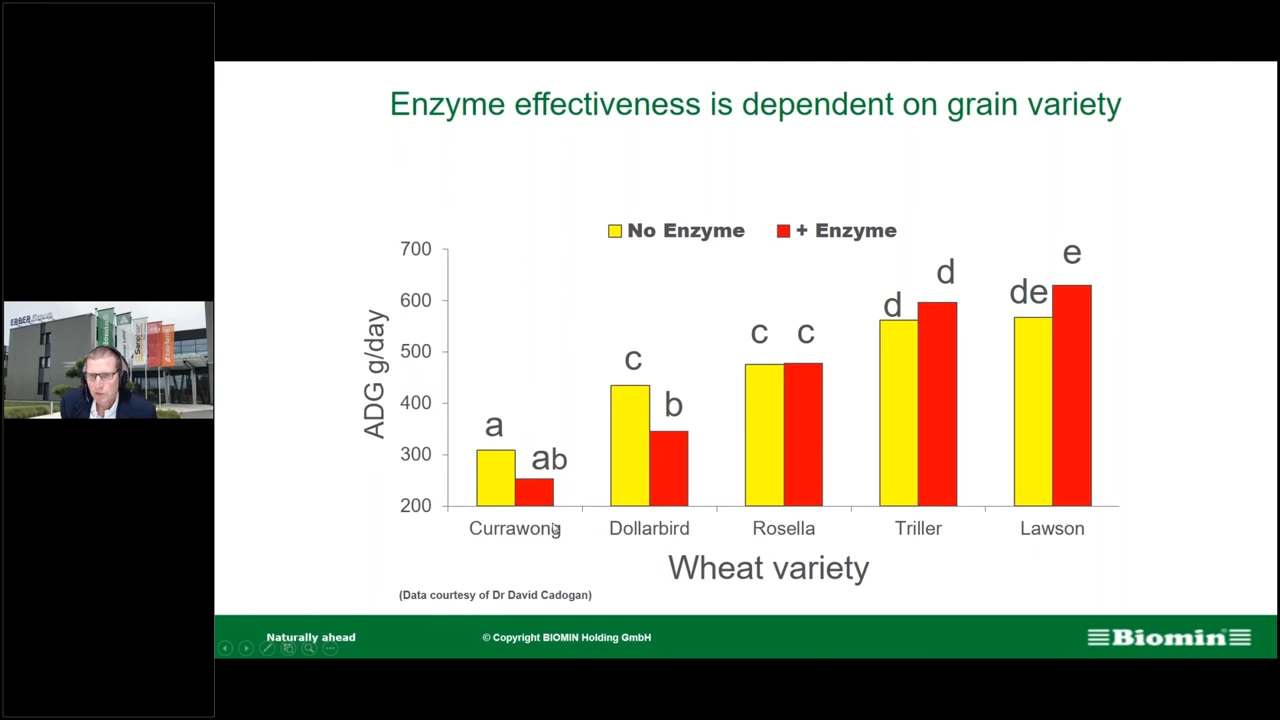 Enzyme effectiveness is dependent on grain variety
No Enzyme + Enzyme
ADG g/day
700
600
500
400
300
200
a
ab
c
b
c
c
d
d
de
e
Currawong Dollarbird Rosella Triller Lawson
Wheat variety
(Data courtesy of Dr David Cadogan)
Naturally ahead
© Copyright BIOMIN Holding GmbH
Biomin
ERBER
Biomin